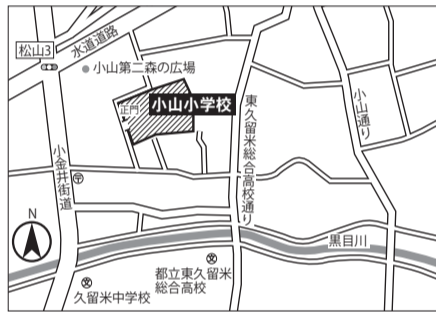 松山3
水道道路
小山第二森の広場
正門
小山小学校
小金井街道
東久留米総合高校通り
小山通り
N
黒目川
都立東久留米
総合高校
久留米中学校